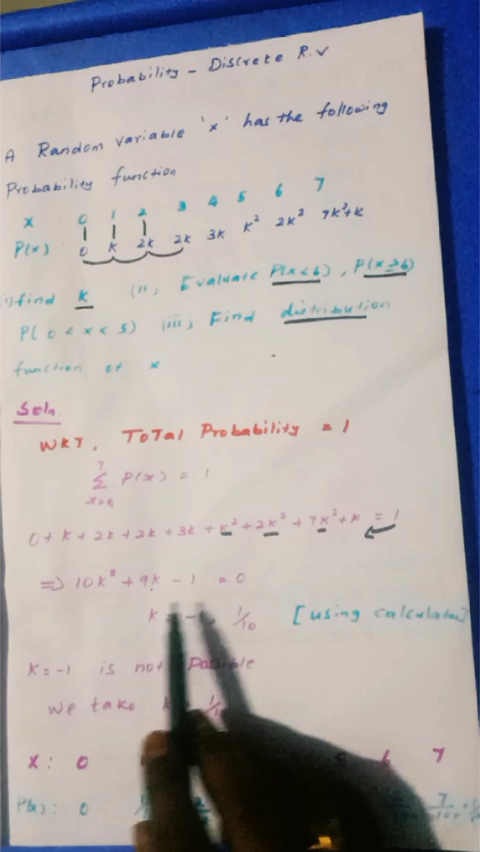 Probability - Discrete R.V
A Random variable 'x' has the following
Probability function
x 0 1 2 3 4 5 6 7
P(x) : 0 k 2k 2k 3k k² 2k² 7k²+k
(i) find k (ii) Evaluate P(x<6), P(x≥6)
P(0<x<5) (iii) Find distribution
function of x
Soln.
WKT, Total Probability = 1
7
Σ P(x) = 1
x=0
0+k+2k+2k+3k+k²+2k²+7k²+k = 1
=> 10k²+9k-1 = 0
k = -1, 1/10 [using calculator]
k=-1 is not Possible
we take
x: 0 6 7
P(x): 0